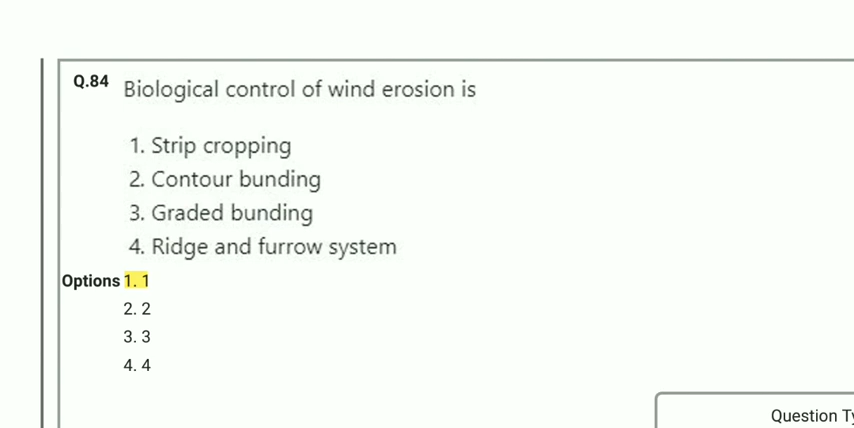 Q.84 Biological control of wind erosion is
1. Strip cropping
2. Contour bunding
3. Graded bunding
4. Ridge and furrow system
Options 1. 1
2. 2
3. 3
4. 4
Question Ty